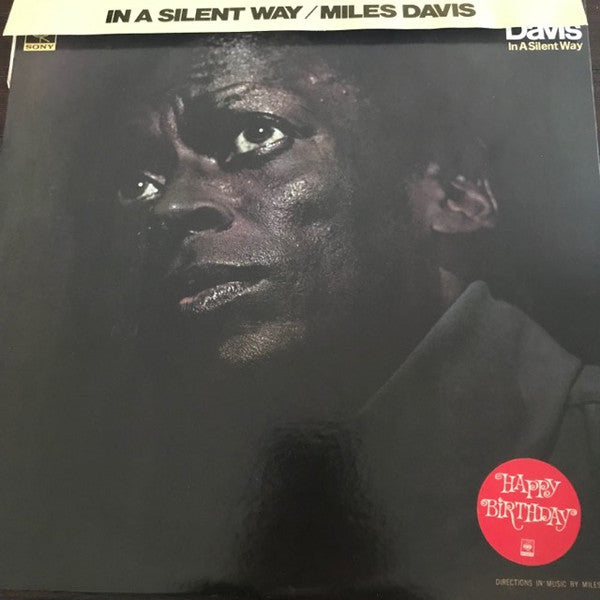 IN A SILENT WAY/MILES DAVIS
SONY
Davis
In A Silent Way
HAPPY
BIRTHDAY
DIRECTIONS IN MUSIC BY MILES